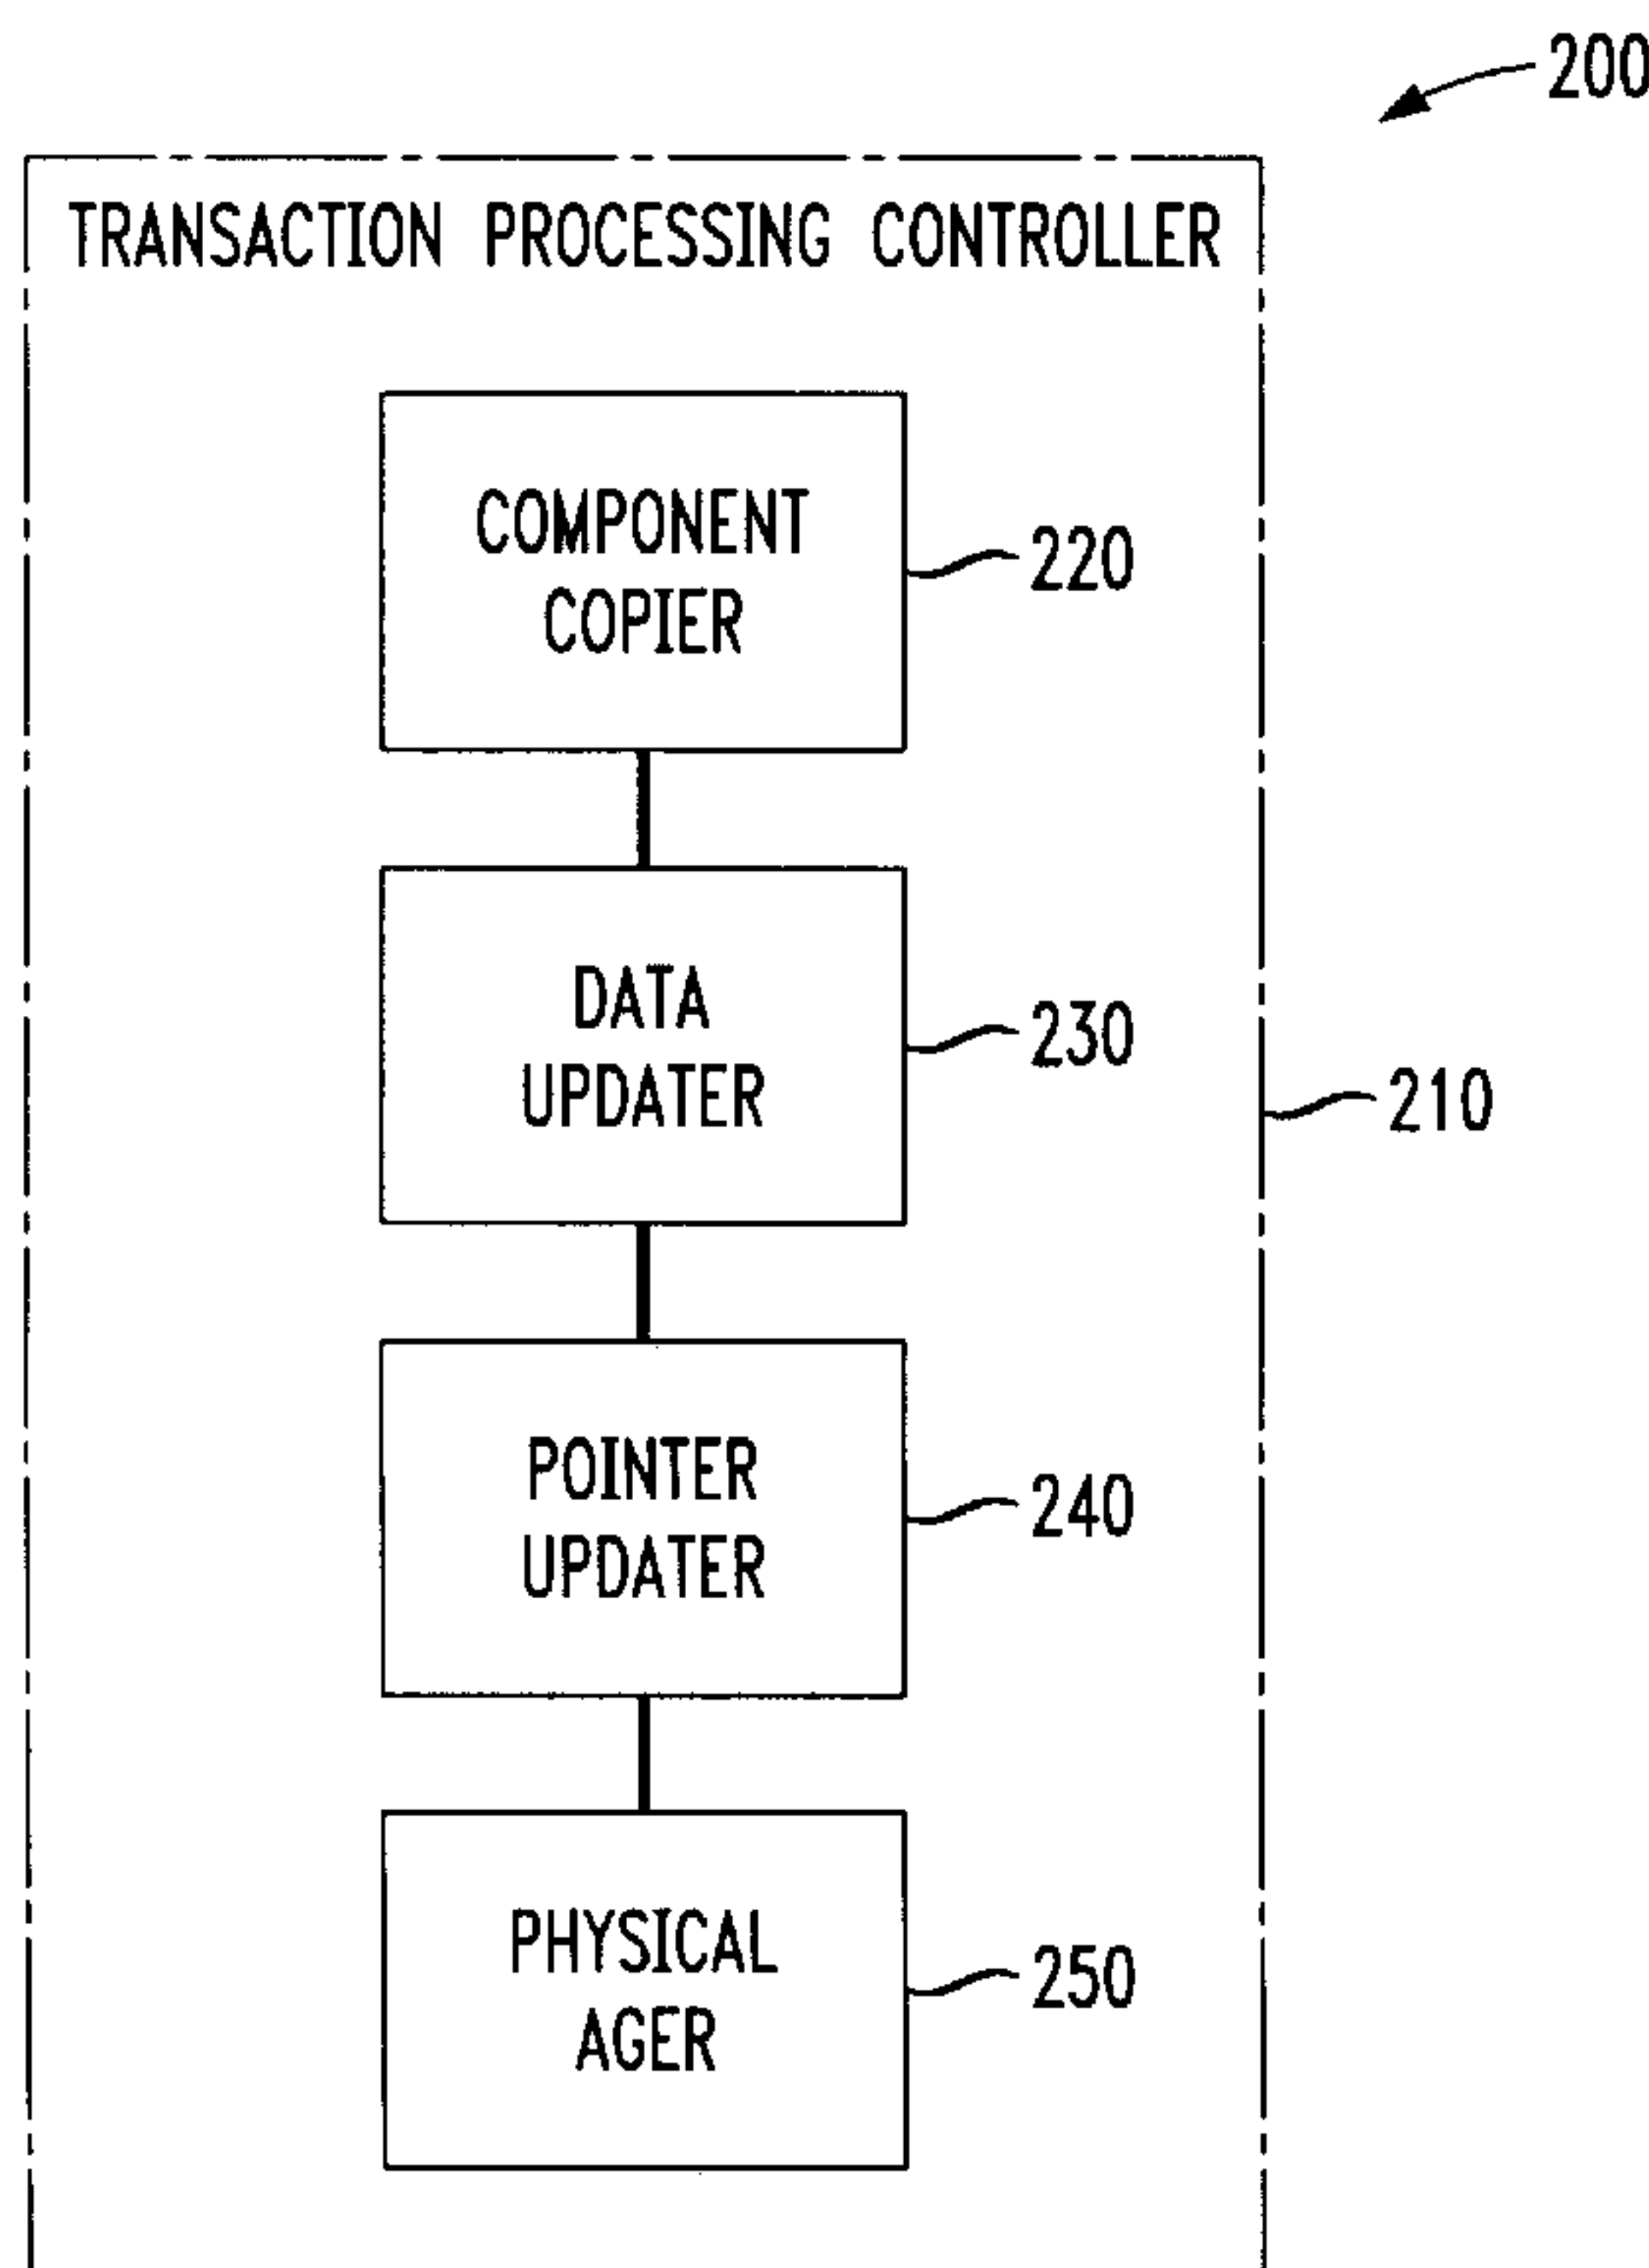 200
TRANSACTION PROCESSING CONTROLLER
COMPONENT
COPIER
220
DATA
UPDATER
230
210
POINTER
UPDATER
240
PHYSICAL
AGER
250